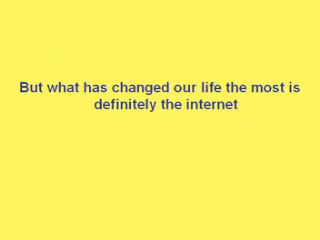 But what has changed our life the most is
definitely the internet